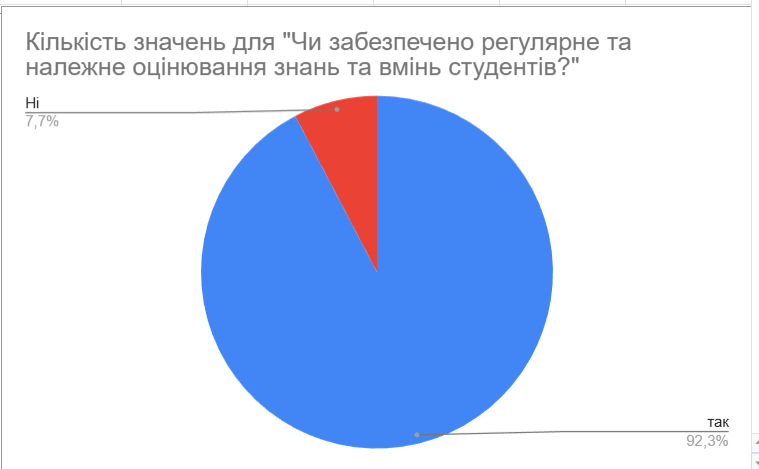 Кількість значень для "Чи забезпечено регулярне та
належне оцінювання знань та вмінь студентів?"
Ні
7,7%
так
92,3%